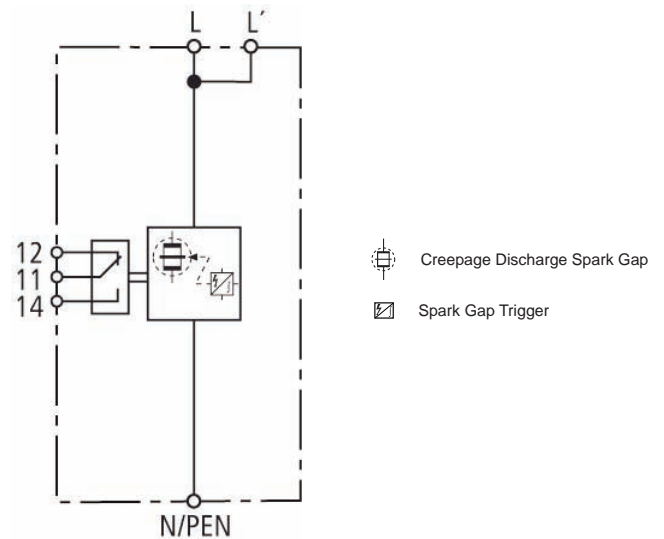 L L´
12
11
14
Creepage Discharge Spark Gap
Spark Gap Trigger
N/PEN